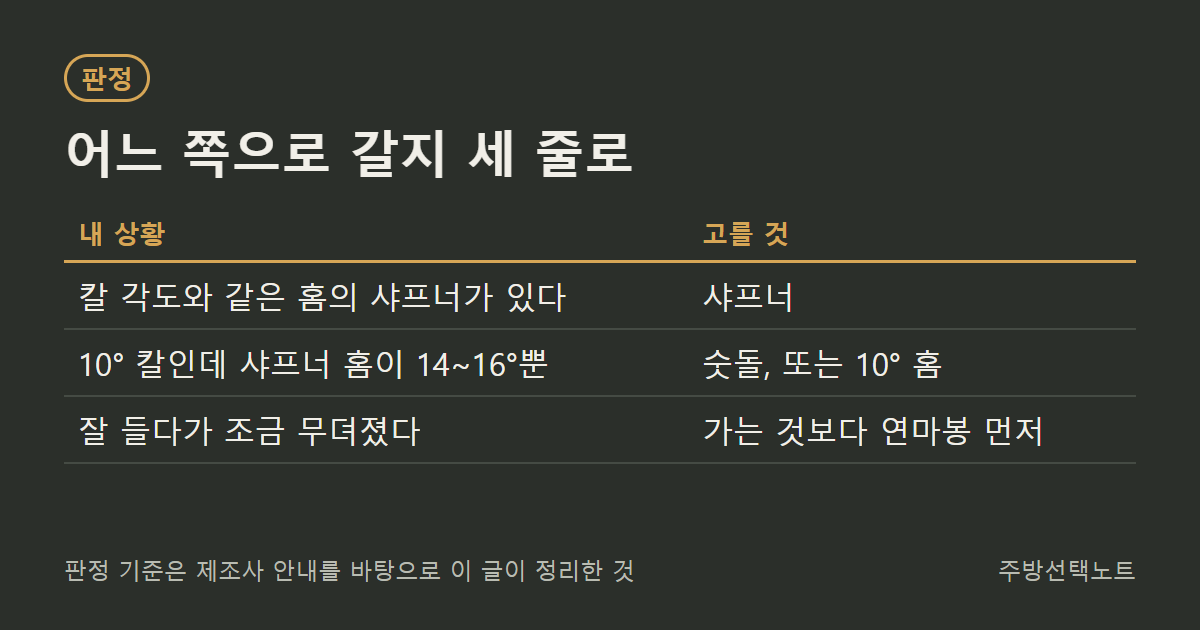 판정
어느 쪽으로 갈지 세 줄로
내 상황 고를 것
칼 각도와 같은 홈의 샤프너가 있다 샤프너
10° 칼인데 샤프너 홈이 14~16°뿐 숫돌, 또는 10° 홈
잘 들다가 조금 무뎌졌다 가는 것보다 연마봉 먼저
판정 기준은 제조사 안내를 바탕으로 이 글이 정리한 것 주방선택노트